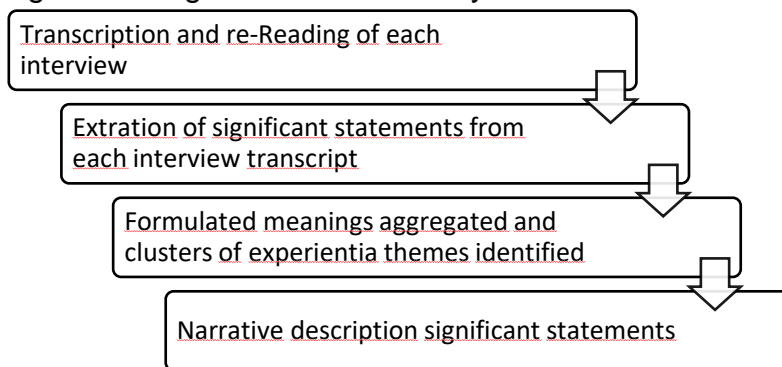 Transcription and re-Reading of each
interview
Extration of significant statements from
each interview transcript
Formulated meanings aggregated and
clusters of experientia themes identified
Narrative description significant statements